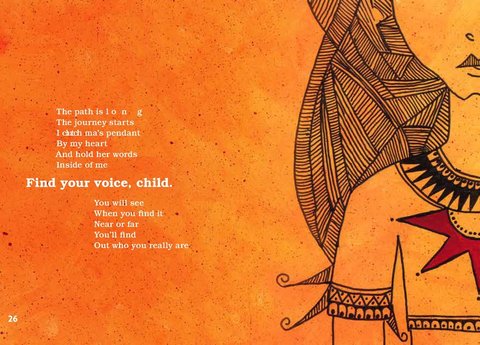 The path is l o n g
The journey starts
I clutch ma's pendant
By my heart
And hold her words
Inside of me
Find your voice, child.
You will see
When you find it
Near or far
You'll find
Out who you really are.
26